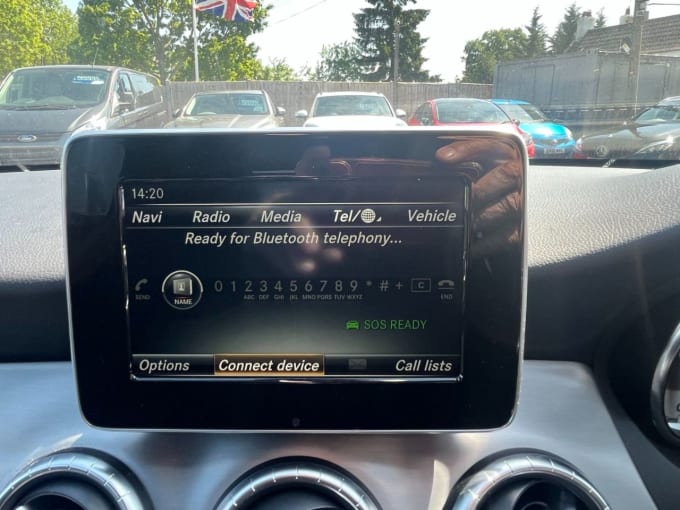 14:20
Navi Radio Media Tel/ Vehicle
Ready for Bluetooth telephony...
0 1 2 3 4 5 6 7 8 9 * # + C
SEND NAME ABC DEF GHI JKL MNO PQRS TUV WXYZ END
SOS READY
Options Connect device Call lists